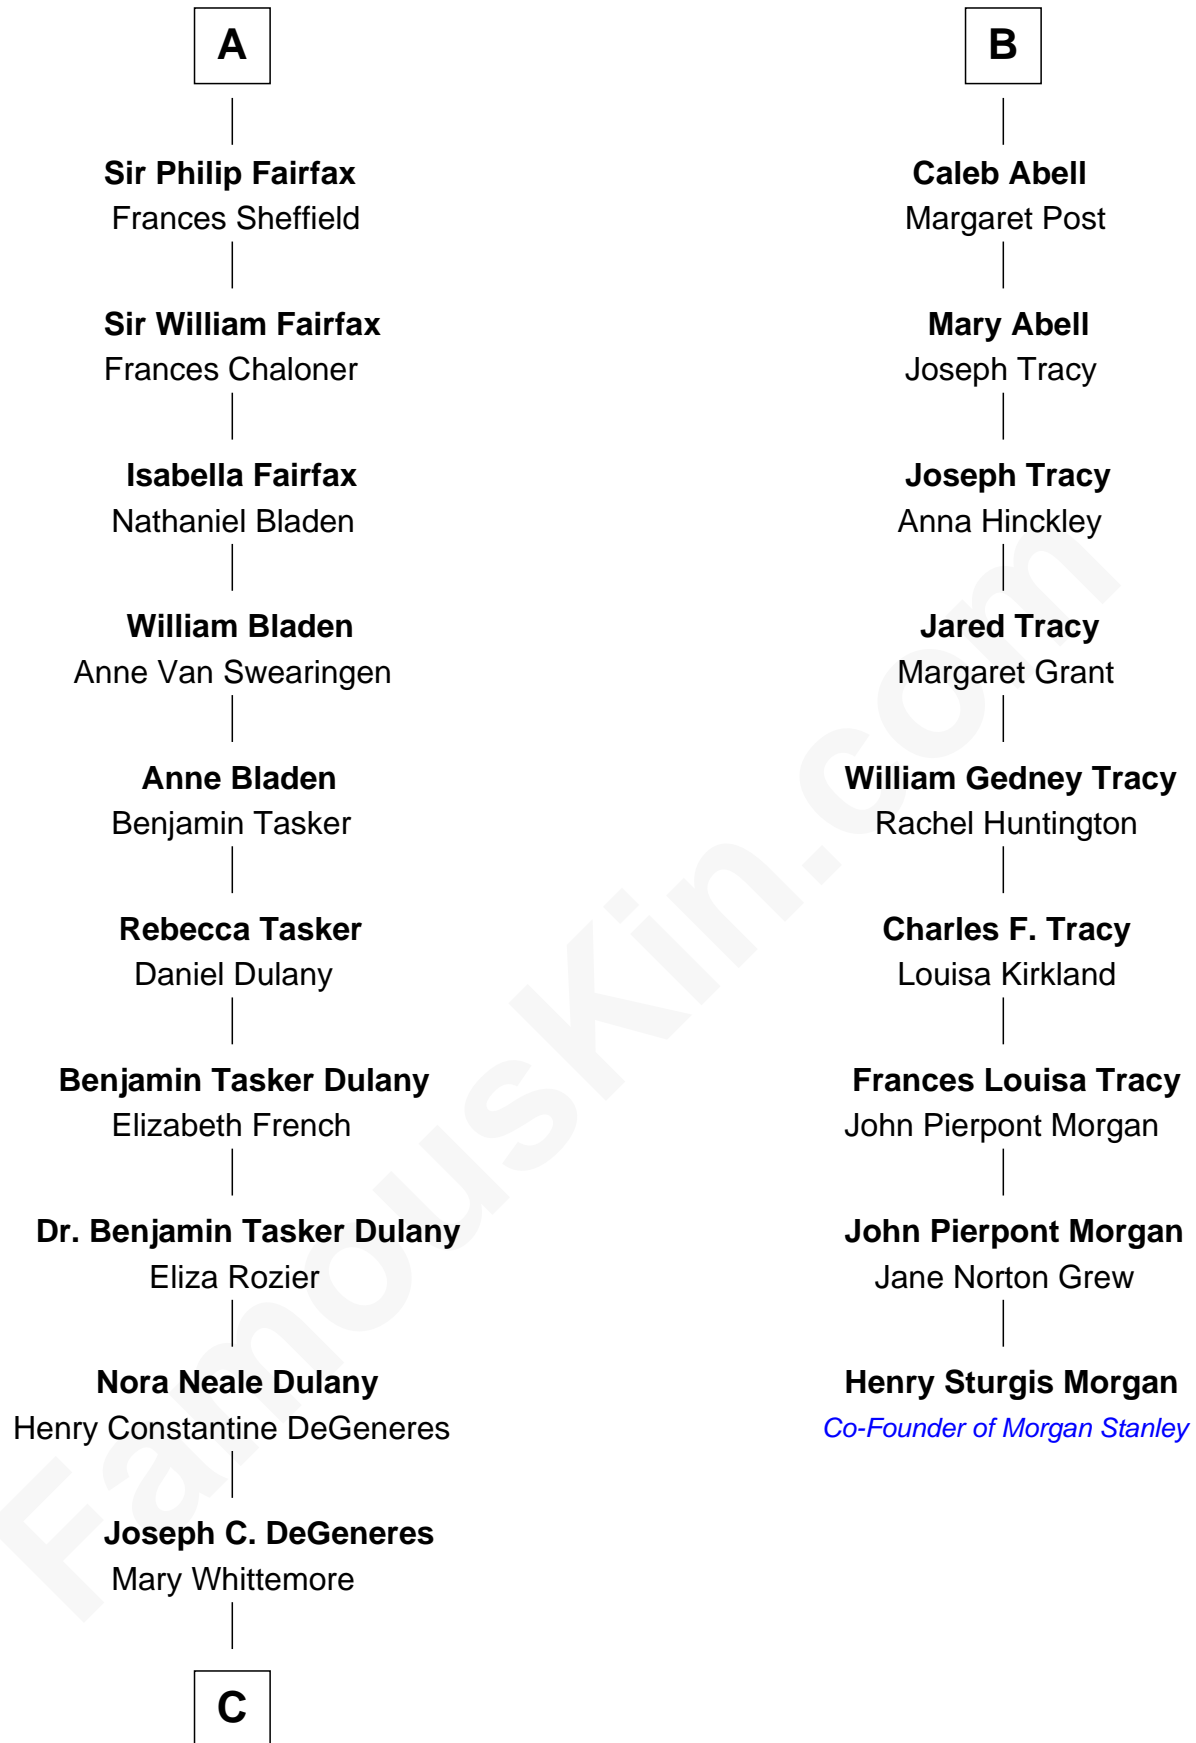 A
Sir Philip Fairfax
Frances Sheffield
Sir William Fairfax
Frances Chaloner
Isabella Fairfax
Nathaniel Bladen
William Bladen
Anne Van Swearingen
Anne Bladen
Benjamin Tasker
Rebecca Tasker
Daniel Dulany
Benjamin Tasker Dulany
Elizabeth French
Dr. Benjamin Tasker Dulany
Eliza Rozier
Nora Neale Dulany
Henry Constantine DeGeneres
Joseph C. DeGeneres
Mary Whittemore
C
B
Caleb Abell
Margaret Post
Mary Abell
Joseph Tracy
Joseph Tracy
Anna Hinckley
Jared Tracy
Margaret Grant
William Gedney Tracy
Rachel Huntington
Charles F. Tracy
Louisa Kirkland
Frances Louisa Tracy
John Pierpont Morgan
John Pierpont Morgan
Jane Norton Grew
Henry Sturgis Morgan
Co-Founder of Morgan Stanley
FamousKin.com